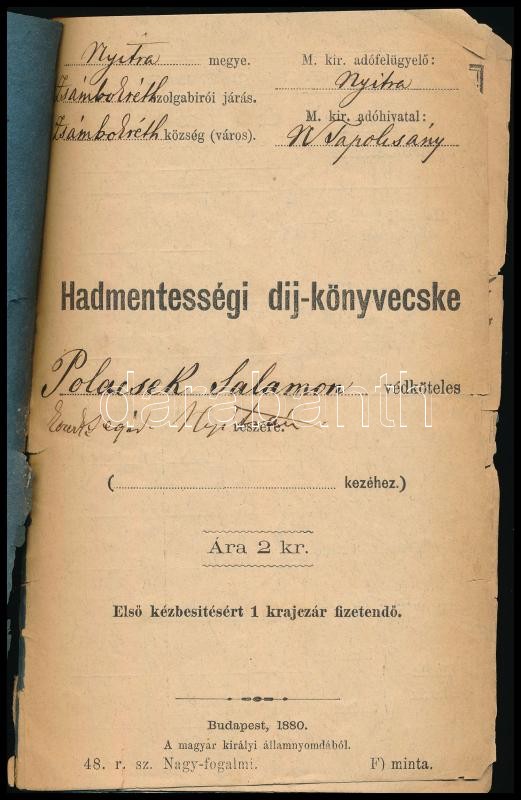 Nyitra megye.
M. kir. adófelügyelő:
Nyitra
Zsámbokréth szolgabirói járás.
M. kir. adóhivatal:
Zsámbokréth község (város).
N Tapolcsány
Hadmentességi dij-könyvecske
Polacsek Salamon védköteles
részére.
(.................... kezéhez.)
darabanth
Ára 2 kr.
Első kézbesitésért 1 krajczár fizetendő.
Budapest, 1880.
A magyar királyi államnyomdából.
48. r. sz. Nagy-fogalmi. F) minta.